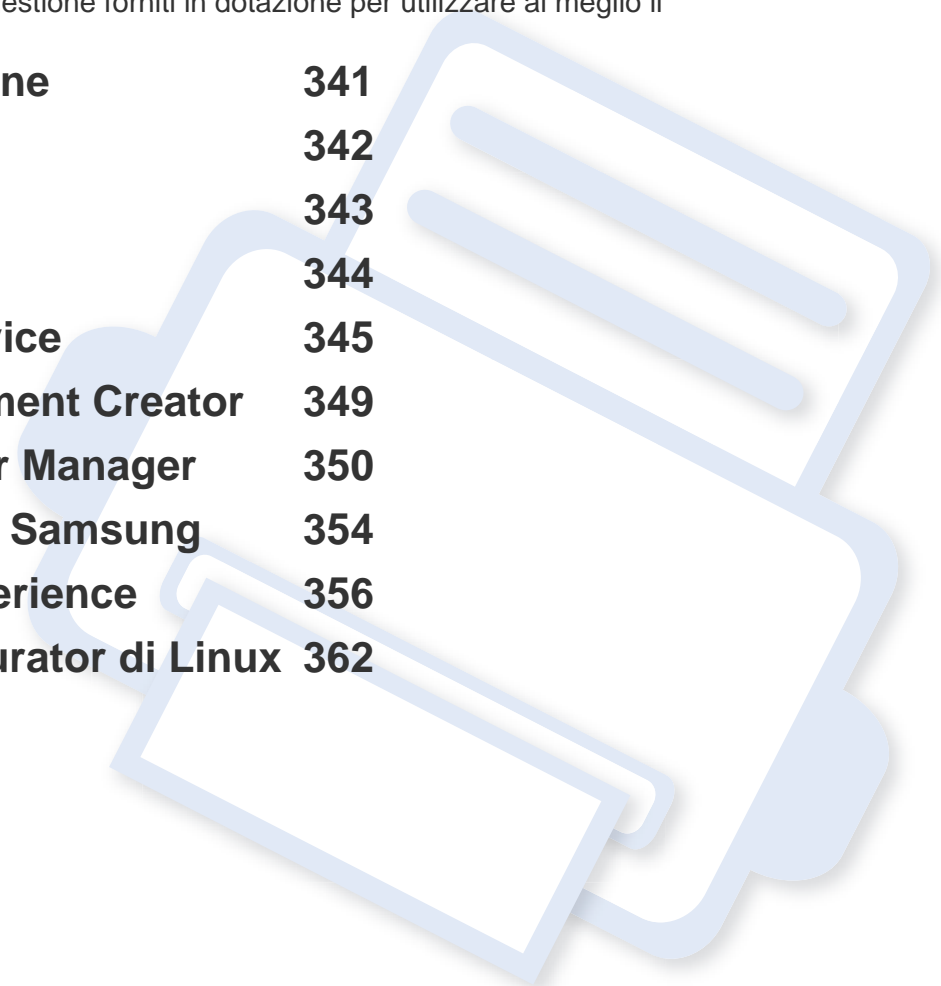 estione forniti in dotazione per utilizzare al meglio il
ne 341
342
343
344
vice 345
ment Creator 349
r Manager 350
Samsung 354
erience 356
urator di Linux 362